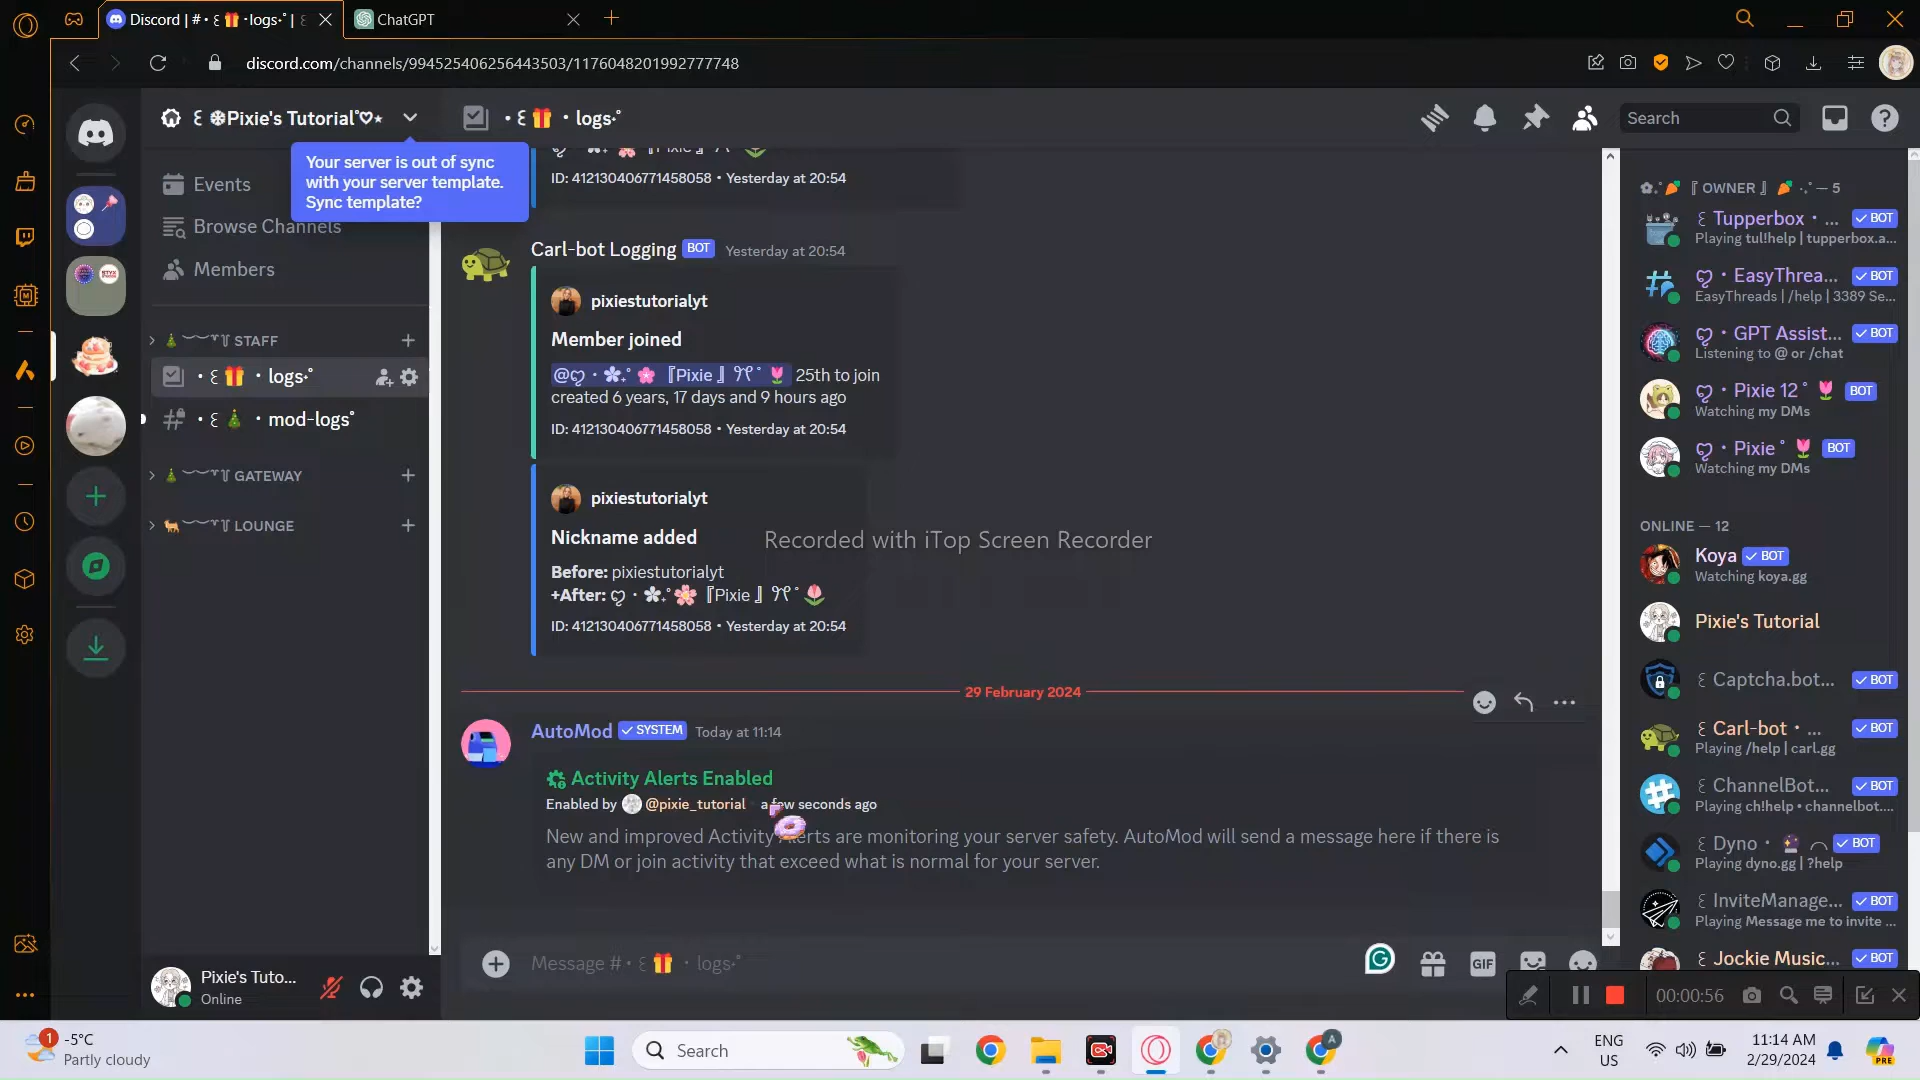 Discord | # • ꒰ 🎁 • logs˖˚ |
ChatGPT
discord.com/channels/994525406256443503/1176048201992777748
꒰ ❄Pixie's Tutorial˚♡⋆
• ꒰ 🎁 • logs˖˚
Search
Your server is out of sync
with your server template.
Sync template?
Events
Browse Channels
Members
STAFF
• ꒰ 🎁 • logs˖˚
• ꒰ 🎄 • mod-logs˚
GATEWAY
LOUNGE
Pixie's Tuto...
Online
ID: 412130406771458058 • Yesterday at 20:54
Carl-bot Logging BOT Yesterday at 20:54
pixiestutorialyt
Member joined
@ღ • ✽₊˚ 🌸『Pixie 』୨୧ ˚ 🌷 25th to join
created 6 years, 17 days and 9 hours ago
ID: 412130406771458058 • Yesterday at 20:54
pixiestutorialyt
Nickname added
Before: pixiestutorialyt
+After: ღ • ✽₊˚🌸『Pixie 』୨୧ ˚ 🌷
ID: 412130406771458058 • Yesterday at 20:54
Recorded with iTop Screen Recorder
29 February 2024
AutoMod ✓ SYSTEM Today at 11:14
Activity Alerts Enabled
Enabled by @pixie_tutorial a few seconds ago
New and improved Activity Alerts are monitoring your server safety. AutoMod will send a message here if there is
any DM or join activity that exceed what is normal for your server.
Message # • ꒰ 🎁 • logs˖˚
GIF
『 OWNER 』 🥕 ‧₊˚ — 5
꒰ Tupperbox • ... ✓ BOT
Playing tul!help | tupperbox.a...
ღ • EasyThrea... ✓ BOT
EasyThreads | /help | 3389 Se...
ღ • GPT Assist... ✓ BOT
Listening to @ or /chat
ღ • Pixie 12 ˚ 🌷 BOT
Watching my DMs
ღ • Pixie ˚ 🌷 BOT
Watching my DMs
ONLINE — 12
Koya ✓ BOT
Watching koya.gg
Pixie's Tutorial
꒰ Captcha.bot... ✓ BOT
꒰ Carl-bot • ... ✓ BOT
Playing /help | carl.gg
꒰ ChannelBot... ✓ BOT
Playing ch!help • channelbot....
꒰ Dyno • 🔮 ✓ BOT
Playing dyno.gg | ?help
꒰ InviteManage... ✓ BOT
Playing Message me to invite ...
꒰ Jockie Music... ✓ BOT
00:00:56
1
-5°C
Partly cloudy
Search
A
ENG
US
11:14 AM
2/29/2024
PRE